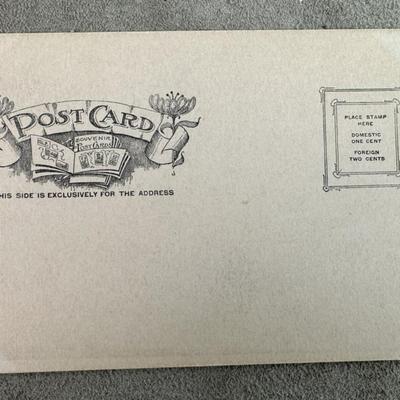 POST CARD
SOUVENIR
POST CARDS
HIS SIDE IS EXCLUSIVELY FOR THE ADDRESS
PLACE STAMP
HERE
DOMESTIC
ONE CENT
FOREIGN
TWO CENTS